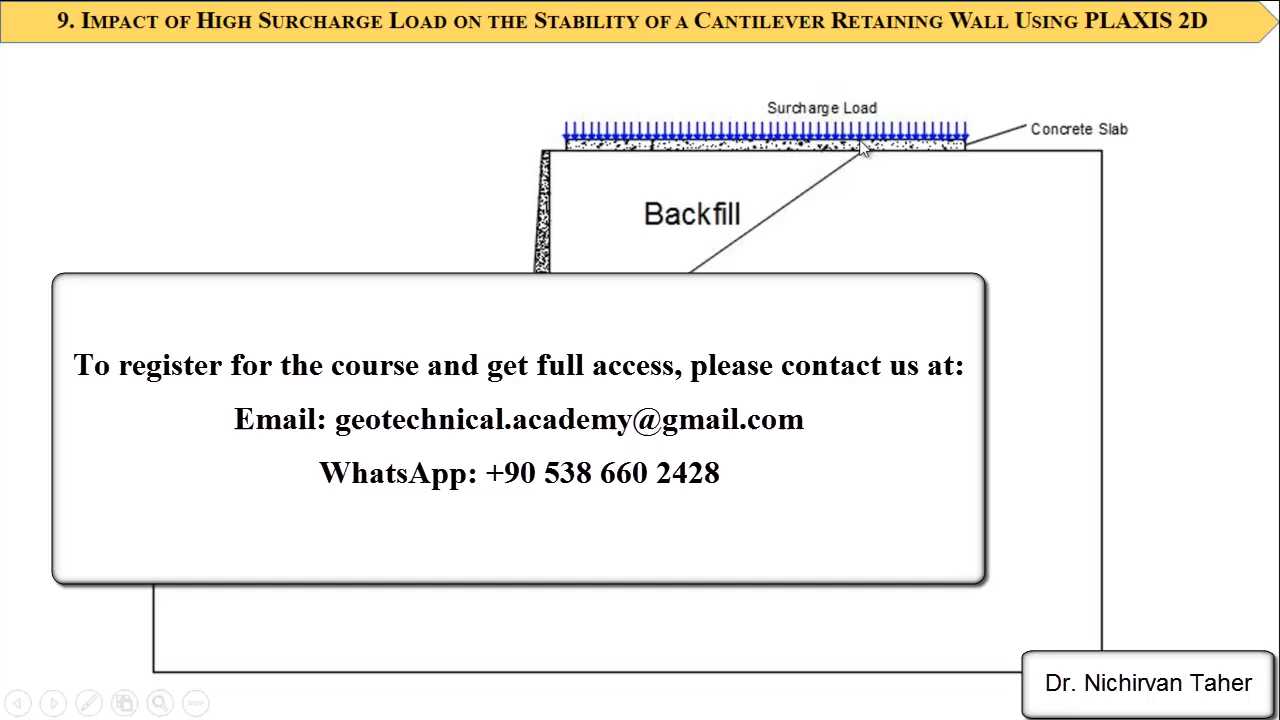 9. IMPACT OF HIGH SURCHARGE LOAD ON THE STABILITY OF A CANTILEVER RETAINING WALL USING PLAXIS 2D
Surcharge Load
Concrete Slab
Backfill
To register for the course and get full access, please contact us at:
Email: geotechnical.academy@gmail.com
WhatsApp: +90 538 660 2428
Dr. Nichirvan Taher